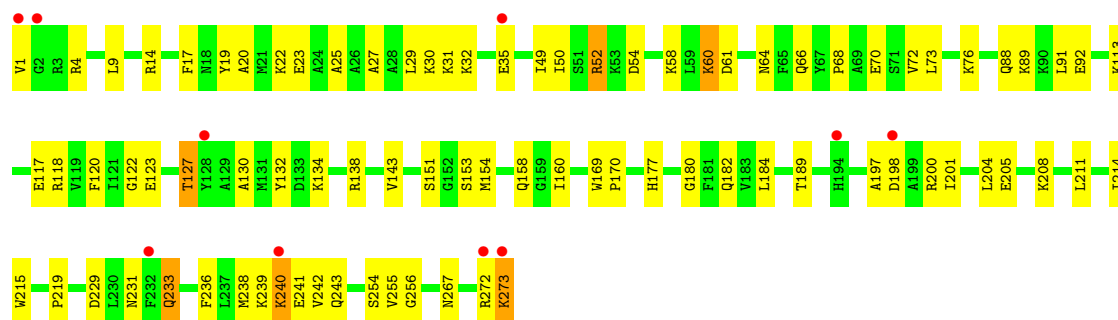 V1 G2 R3 R4 L9 R14 F17 N18 Y19 A20 M21 K22 E23 A24 A25 A26 A27 A28 L29 K30 K31 K32 E35 I49 I50 S51 R52 K53 D54 K58 L59 K60 D61 N64 F65 Q66 Y67 P68 A69 E70 S71 V72 L73 K76 Q88 K89 K90 L91 E92 K113
E117 R118 V119 F120 I121 G122 E123 T127 Y128 A129 A130 M131 Y132 D133 K134 R138 V143 S151 G152 S153 M154 Q158 G159 I160 W169 P170 H177 G180 F181 Q182 V183 L184 T189 H194 A197 D198 A199 R200 I201 L204 E205 K208 L211 I214
W215 P219 D229 L230 N231 F232 Q233 F236 L237 M238 K239 K240 E241 V242 Q243 S254 V255 G256 N267 R272 K273